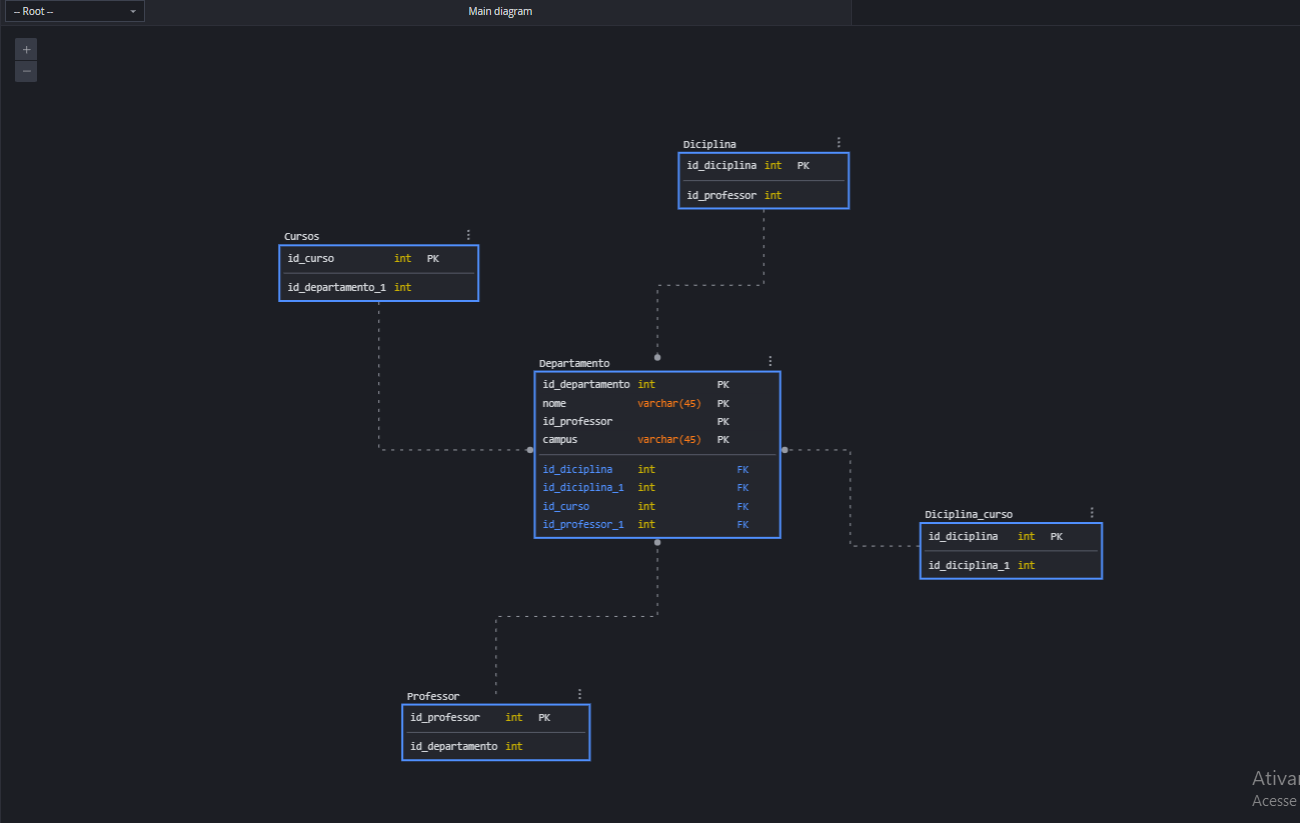 -- Root --
Main diagram
+
−
Diciplina
id_diciplina int PK
id_professor int
Cursos
id_curso int PK
id_departamento_1 int
Departamento
id_departamento int PK
nome varchar(45) PK
id_professor PK
campus varchar(45) PK
id_diciplina int FK
id_diciplina_1 int FK
id_curso int FK
id_professor_1 int FK
Diciplina_curso
id_diciplina int PK
id_diciplina_1 int
Professor
id_professor int PK
id_departamento int
Ativar
Acesse